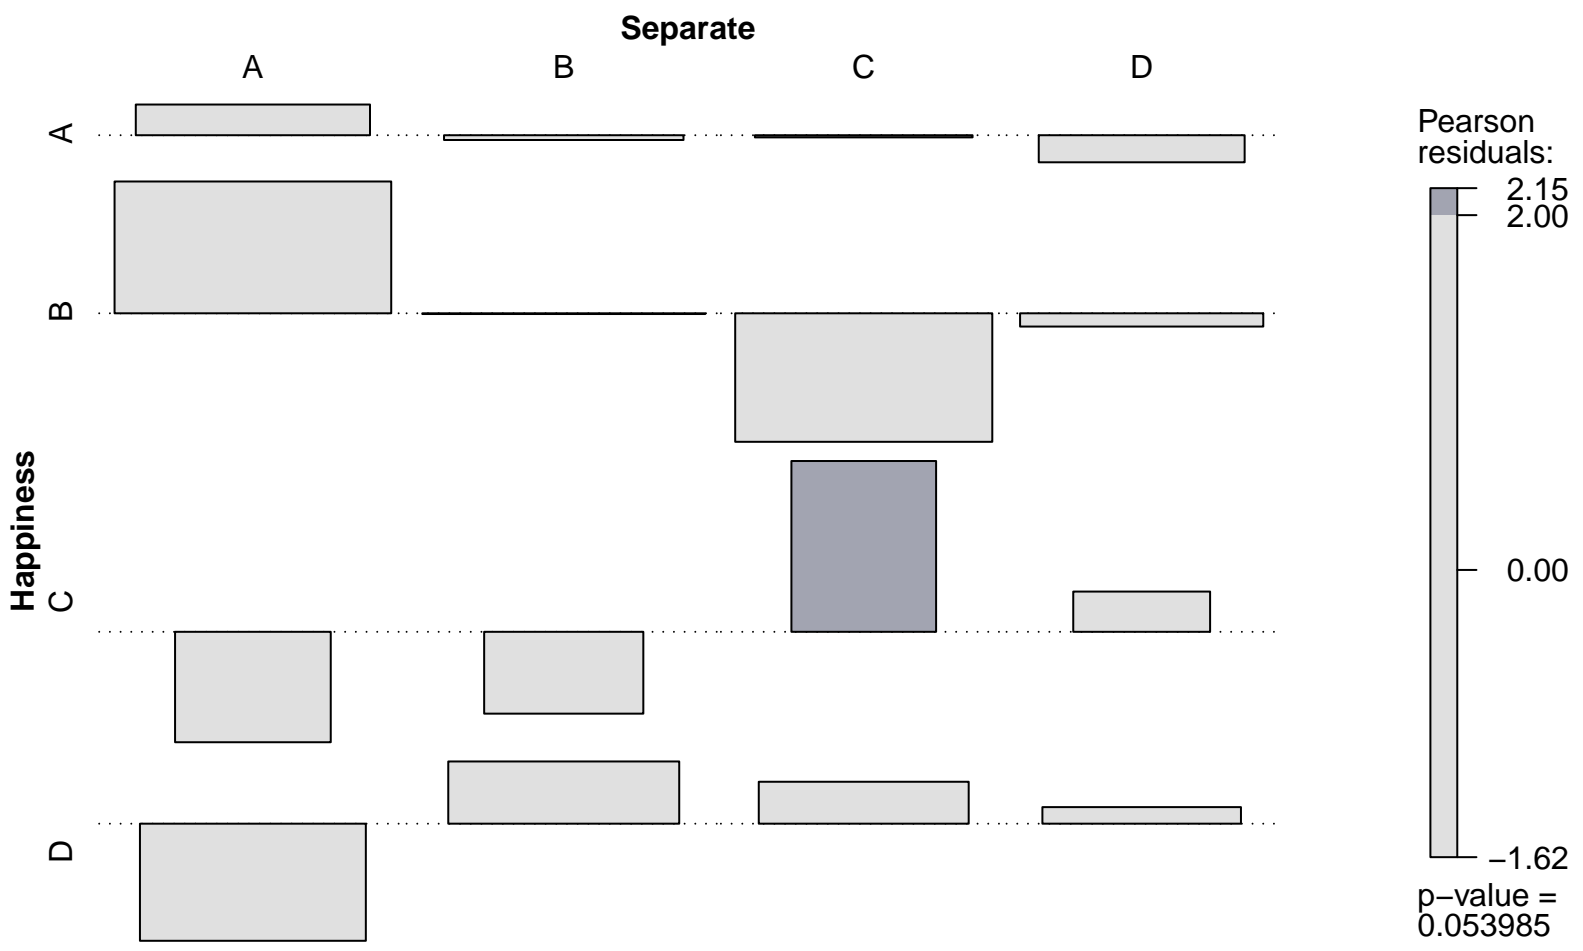 Separate
A B C D
Happiness
A
B
C
D
Pearson
residuals:
2.15
2.00
0.00
−1.62
p−value =
0.053985